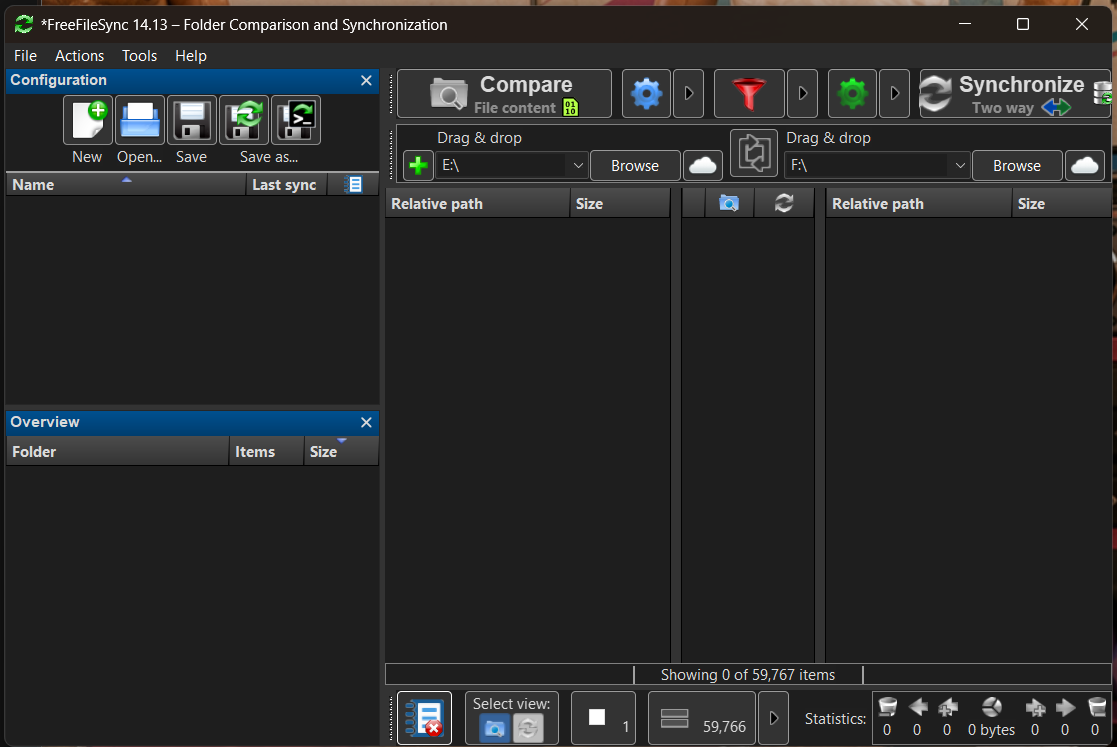 *FreeFileSync 14.13 – Folder Comparison and Synchronization
File Actions Tools Help
Configuration
New Open... Save Save as...
Name Last sync
Compare
File content
Synchronize
Two way
Drag & drop
E:\ Browse
Drag & drop
F:\ Browse
Relative path Size
Relative path Size
Overview
Folder Items Size
Showing 0 of 59,767 items
Select view:
1
59,766
Statistics:
0 0 0 0 bytes 0 0 0